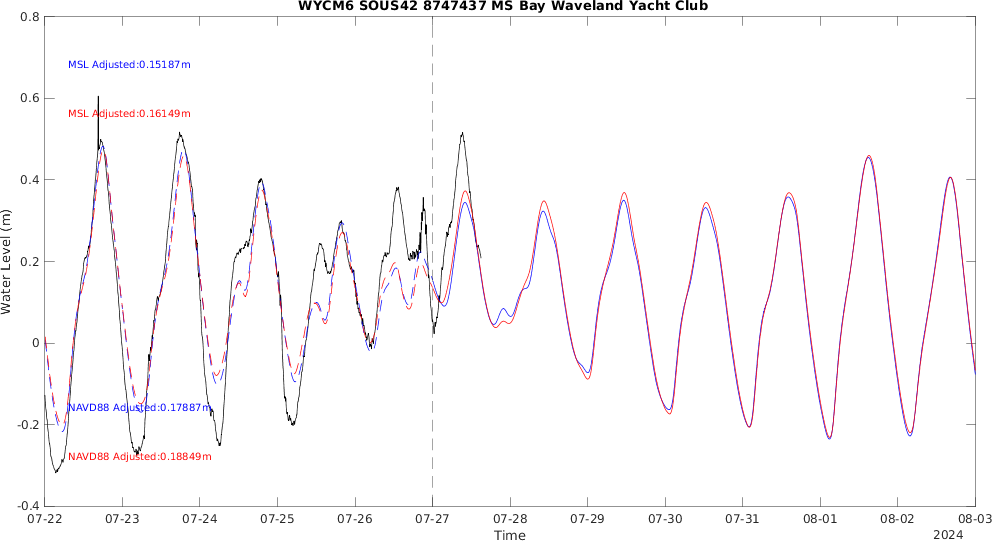 WYCM6 SOUS42 8747437 MS Bay Waveland Yacht Club
0.8
0.6
0.4
0.2
0
-0.2
-0.4
Water Level (m)
MSL Adjusted:0.15187m
MSL Adjusted:0.16149m
NAVD88 Adjusted:0.17887m
NAVD88 Adjusted:0.18849m
07-22 07-23 07-24 07-25 07-26 07-27 07-28 07-29 07-30 07-31 08-01 08-02 08-03
Time
2024